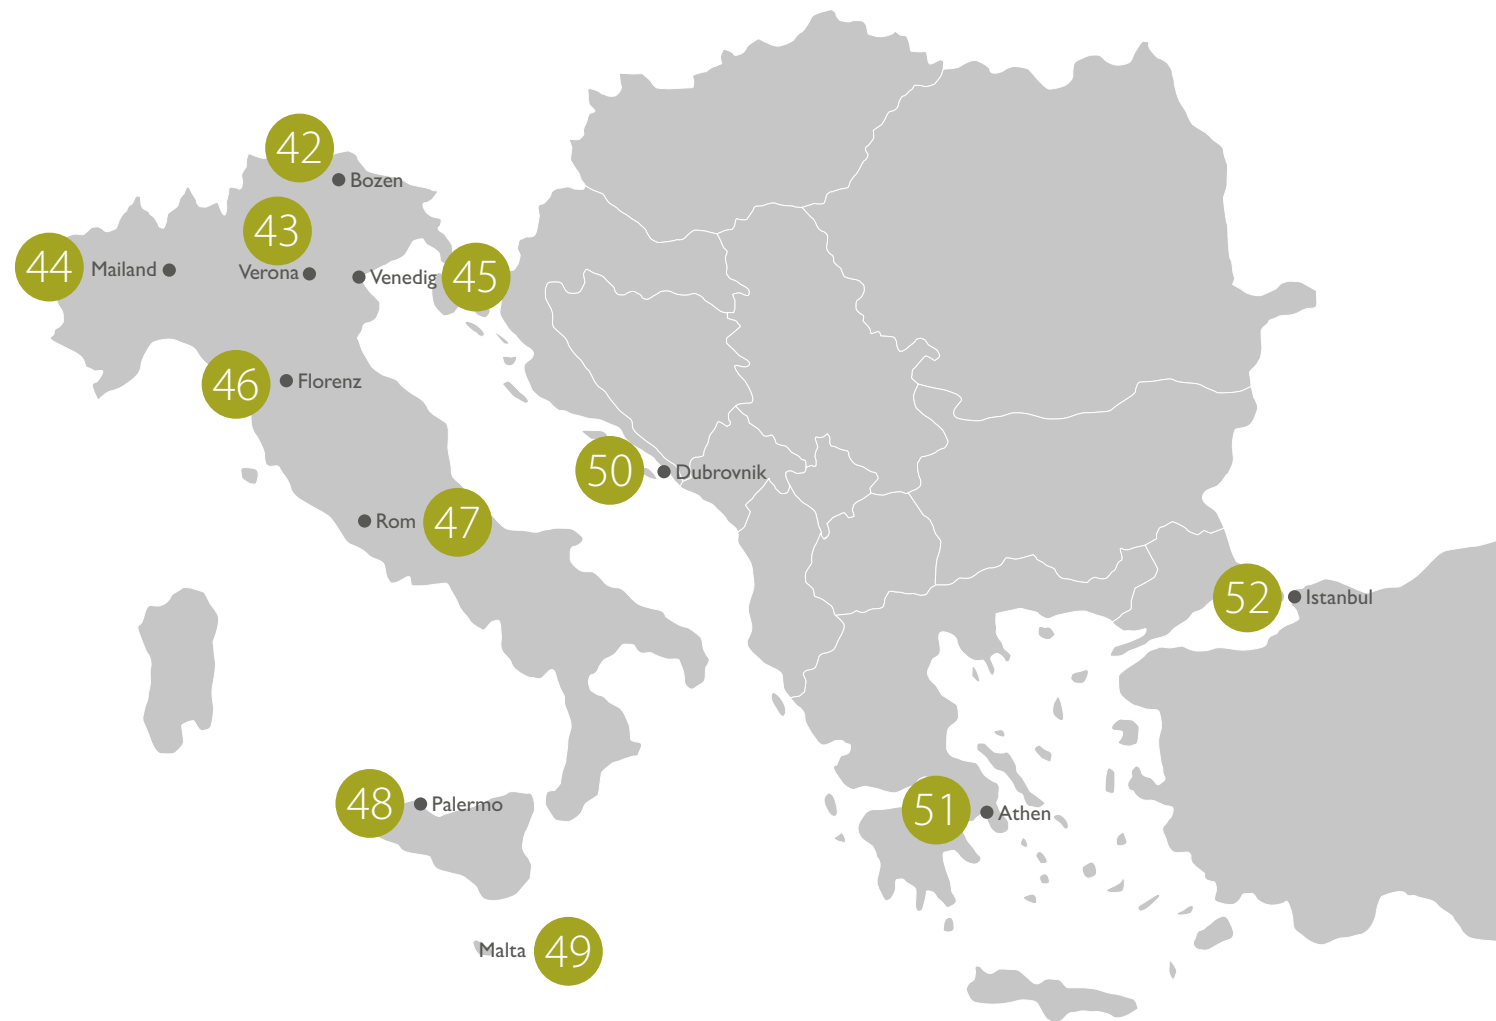 42
Bozen
43
44
Mailand
Verona
Venedig
45
46
Florenz
50
Dubrovnik
Rom
47
52
Istanbul
48
Palermo
51
Athen
Malta
49